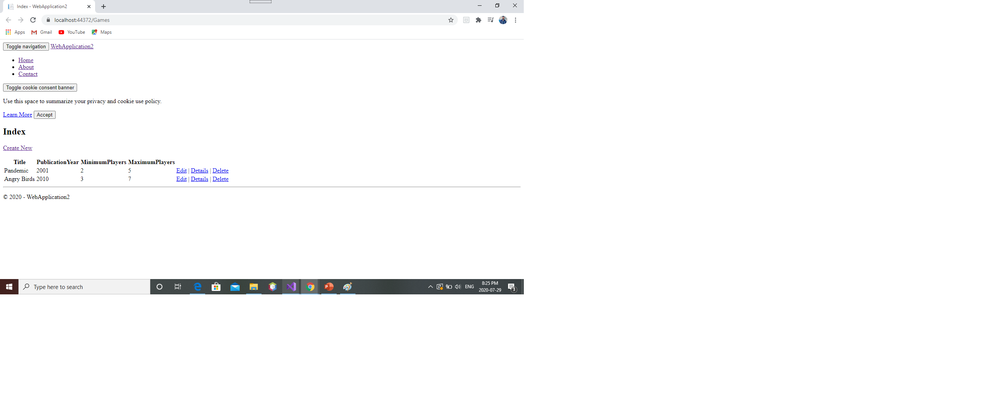 Index - WebApplication2
localhost:44372/Games
Apps Gmail YouTube Maps
Toggle navigation WebApplication2
Home
About
Contact
Toggle cookie consent banner
Use this space to summarize your privacy and cookie use policy.
Learn More Accept
Index
Create New
Title PublicationYear MinimumPlayers MaximumPlayers
Pandemic 2001 2 5 Edit | Details | Delete
Angry Birds 2010 3 7 Edit | Details | Delete
© 2020 - WebApplication2
Type here to search
ENG
8:25 PM
2020-07-29
3